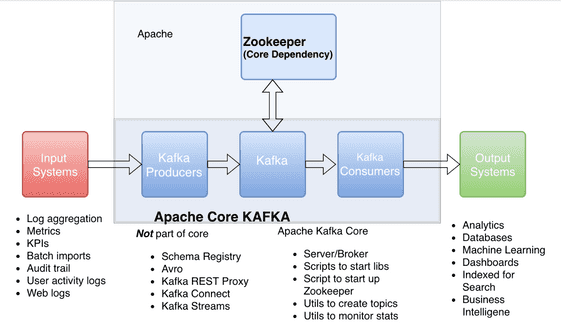 Apache
Zookeeper
(Core Dependency)
Input
Systems
Kafka
Producers
Kafka
Kafka
Consumers
Output
Systems
Apache Core KAFKA
• Log aggregation
• Metrics
• KPIs
• Batch imports
• Audit trail
• User activity logs
• Web logs
Not part of core
• Schema Registry
• Avro
• Kafka REST Proxy
• Kafka Connect
• Kafka Streams
Apache Kafka Core
• Server/Broker
• Scripts to start libs
• Script to start up
Zookeeper
• Utils to create topics
• Utils to monitor stats
• Analytics
• Databases
• Machine Learning
• Dashboards
• Indexed for
Search
• Business
Intelligene